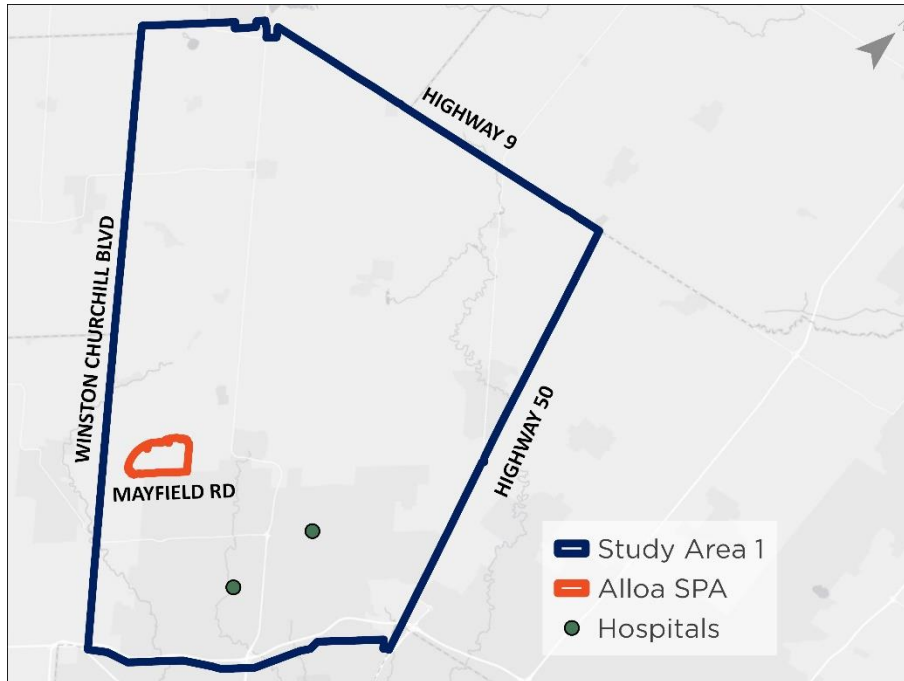 HIGHWAY 9
WINSTON CHURCHILL BLVD
HIGHWAY 50
MAYFIELD RD
Study Area 1
Alloa SPA
Hospitals